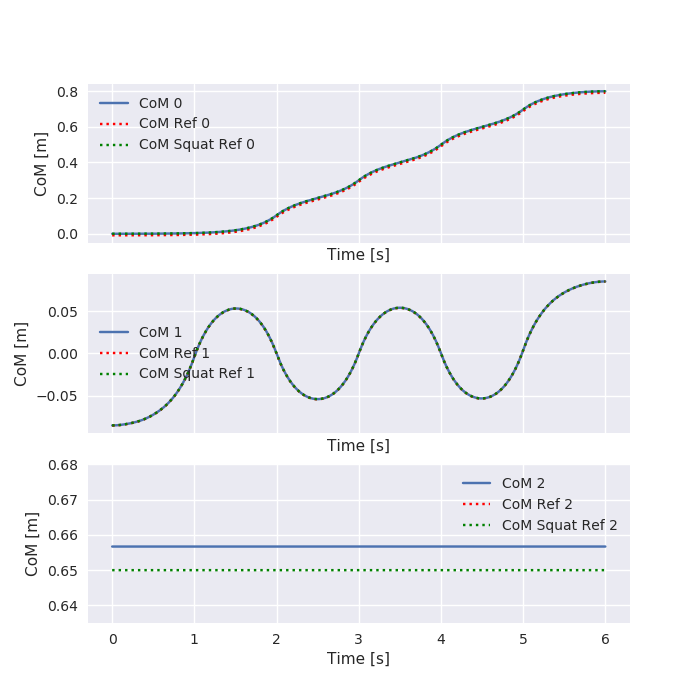 0.8
0.6
0.4
0.2
0.0
CoM [m]
CoM 0
CoM Ref 0
CoM Squat Ref 0
Time [s]
0.05
0.00
−0.05
CoM [m]
CoM 1
CoM Ref 1
CoM Squat Ref 1
Time [s]
0.68
0.67
0.66
0.65
0.64
CoM [m]
CoM 2
CoM Ref 2
CoM Squat Ref 2
0 1 2 3 4 5 6
Time [s]